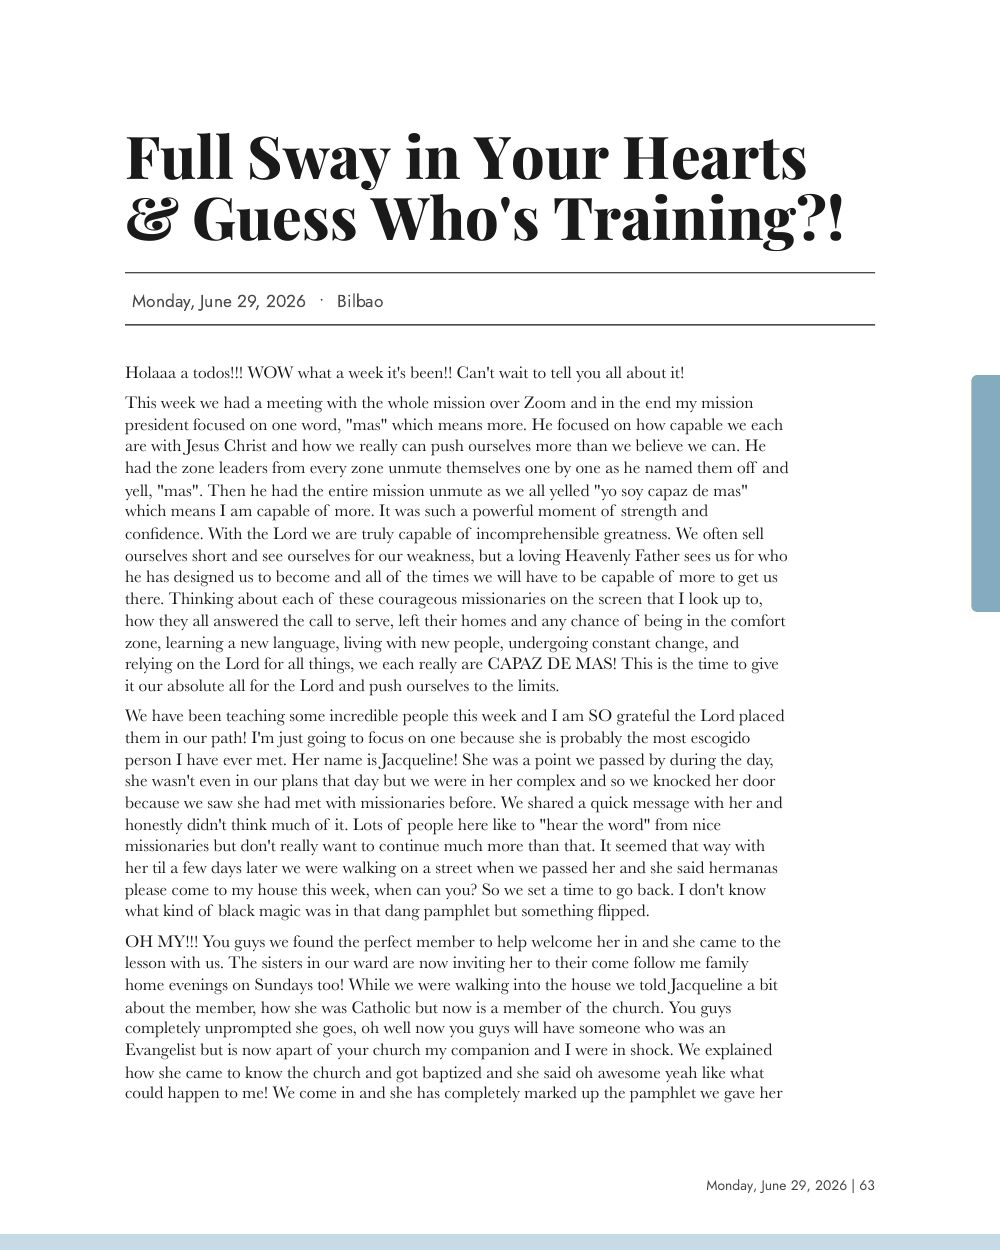 Full Sway in Your Hearts
& Guess Who's Training?!
Monday, June 29, 2026 · Bilbao
Holaaa a todos!!! WOW what a week it's been!! Can't wait to tell you all about it!
This week we had a meeting with the whole mission over Zoom and in the end my mission
president focused on one word, "mas" which means more. He focused on how capable we each
are with Jesus Christ and how we really can push ourselves more than we believe we can. He
had the zone leaders from every zone unmute themselves one by one as he named them off and
yell, "mas". Then he had the entire mission unmute as we all yelled "yo soy capaz de mas"
which means I am capable of more. It was such a powerful moment of strength and
confidence. With the Lord we are truly capable of incomprehensible greatness. We often sell
ourselves short and see ourselves for our weakness, but a loving Heavenly Father sees us for who
he has designed us to become and all of the times we will have to be capable of more to get us
there. Thinking about each of these courageous missionaries on the screen that I look up to,
how they all answered the call to serve, left their homes and any chance of being in the comfort
zone, learning a new language, living with new people, undergoing constant change, and
relying on the Lord for all things, we each really are CAPAZ DE MAS! This is the time to give
it our absolute all for the Lord and push ourselves to the limits.
We have been teaching some incredible people this week and I am SO grateful the Lord placed
them in our path! I'm just going to focus on one because she is probably the most escogido
person I have ever met. Her name is Jacqueline! She was a point we passed by during the day,
she wasn't even in our plans that day but we were in her complex and so we knocked her door
because we saw she had met with missionaries before. We shared a quick message with her and
honestly didn't think much of it. Lots of people here like to "hear the word" from nice
missionaries but don't really want to continue much more than that. It seemed that way with
her til a few days later we were walking on a street when we passed her and she said hermanas
please come to my house this week, when can you? So we set a time to go back. I don't know
what kind of black magic was in that dang pamphlet but something flipped.
OH MY!!! You guys we found the perfect member to help welcome her in and she came to the
lesson with us. The sisters in our ward are now inviting her to their come follow me family
home evenings on Sundays too! While we were walking into the house we told Jacqueline a bit
about the member, how she was Catholic but now is a member of the church. You guys
completely unprompted she goes, oh well now you guys will have someone who was an
Evangelist but is now apart of your church my companion and I were in shock. We explained
how she came to know the church and got baptized and she said oh awesome yeah like what
could happen to me! We come in and she has completely marked up the pamphlet we gave her
Monday, June 29, 2026 | 63